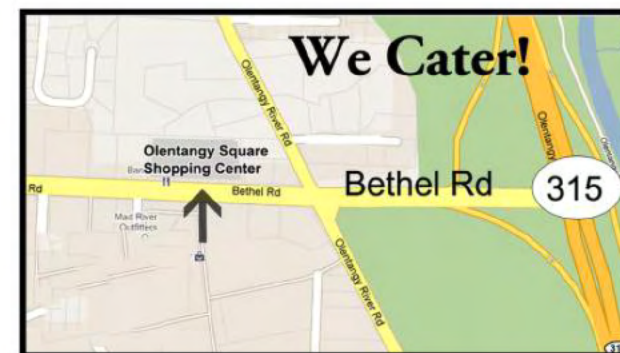 We Cater!
Olentangy River Rd
Olentangy
Olentangy Square
Shopping Center
Rd
Bethel Rd
Bethel Rd
315
Mad River
Outfitters
Olentangy River Rd